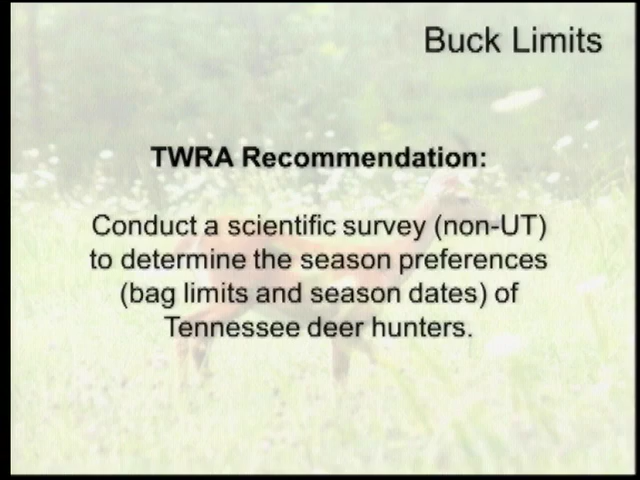 Buck Limits
TWRA Recommendation:
Conduct a scientific survey (non-UT)
to determine the season preferences
(bag limits and season dates) of
Tennessee deer hunters.